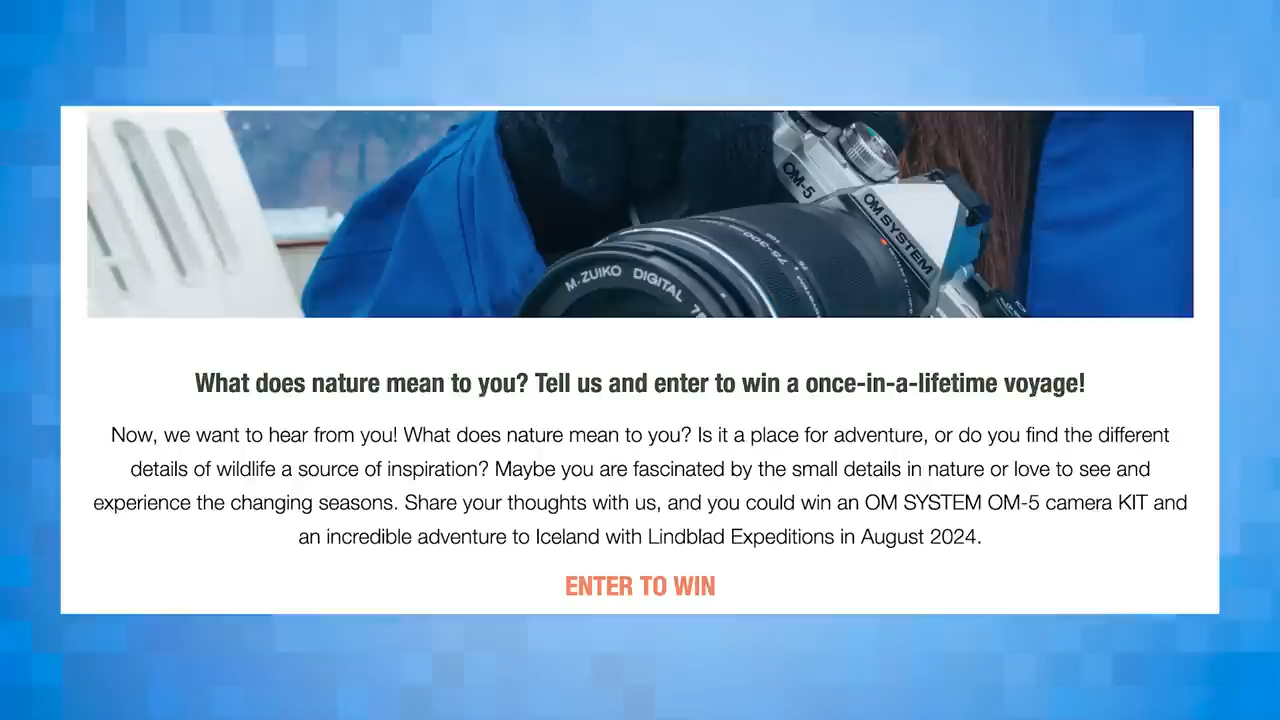 OM-5
OM SYSTEM
75-300
M.ZUIKO DIGITAL
What does nature mean to you? Tell us and enter to win a once-in-a-lifetime voyage!
Now, we want to hear from you! What does nature mean to you? Is it a place for adventure, or do you find the different
details of wildlife a source of inspiration? Maybe you are fascinated by the small details in nature or love to see and
experience the changing seasons. Share your thoughts with us, and you could win an OM SYSTEM OM-5 camera KIT and
an incredible adventure to Iceland with Lindblad Expeditions in August 2024.
ENTER TO WIN